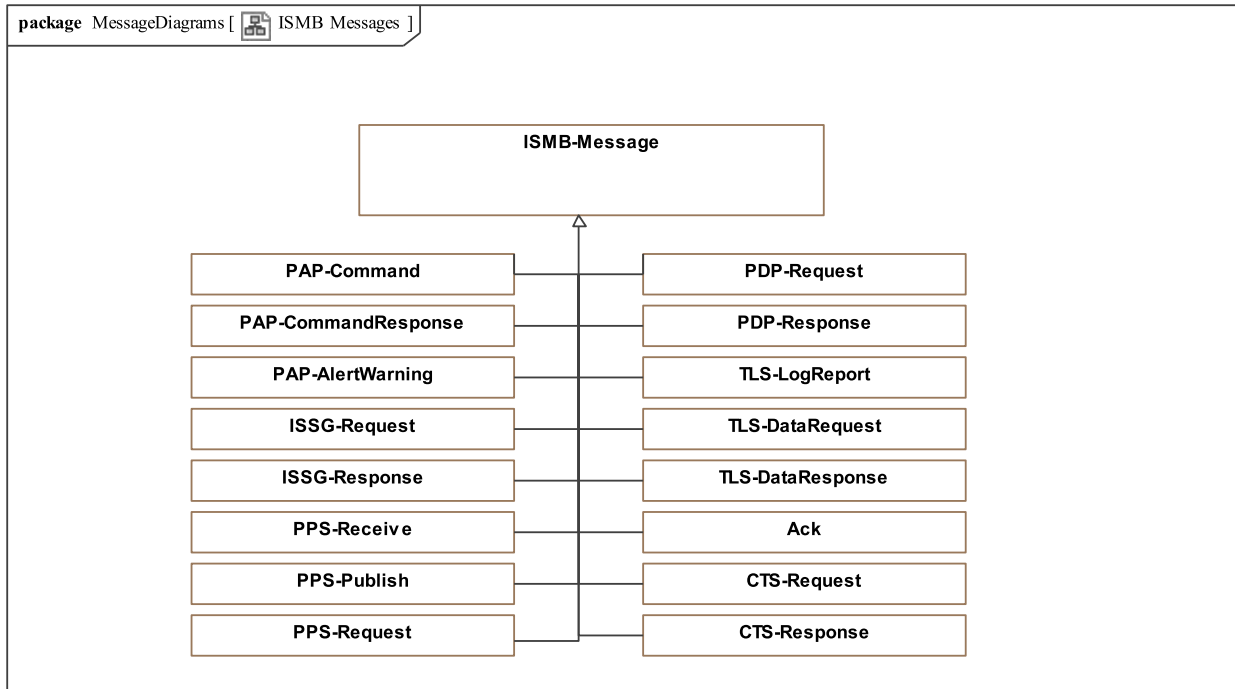 package MessageDiagrams [ ISMB Messages ]
ISMB-Message
PAP-Command
PAP-CommandResponse
PAP-AlertWarning
ISSG-Request
ISSG-Response
PPS-Receive
PPS-Publish
PPS-Request
PDP-Request
PDP-Response
TLS-LogReport
TLS-DataRequest
TLS-DataResponse
Ack
CTS-Request
CTS-Response